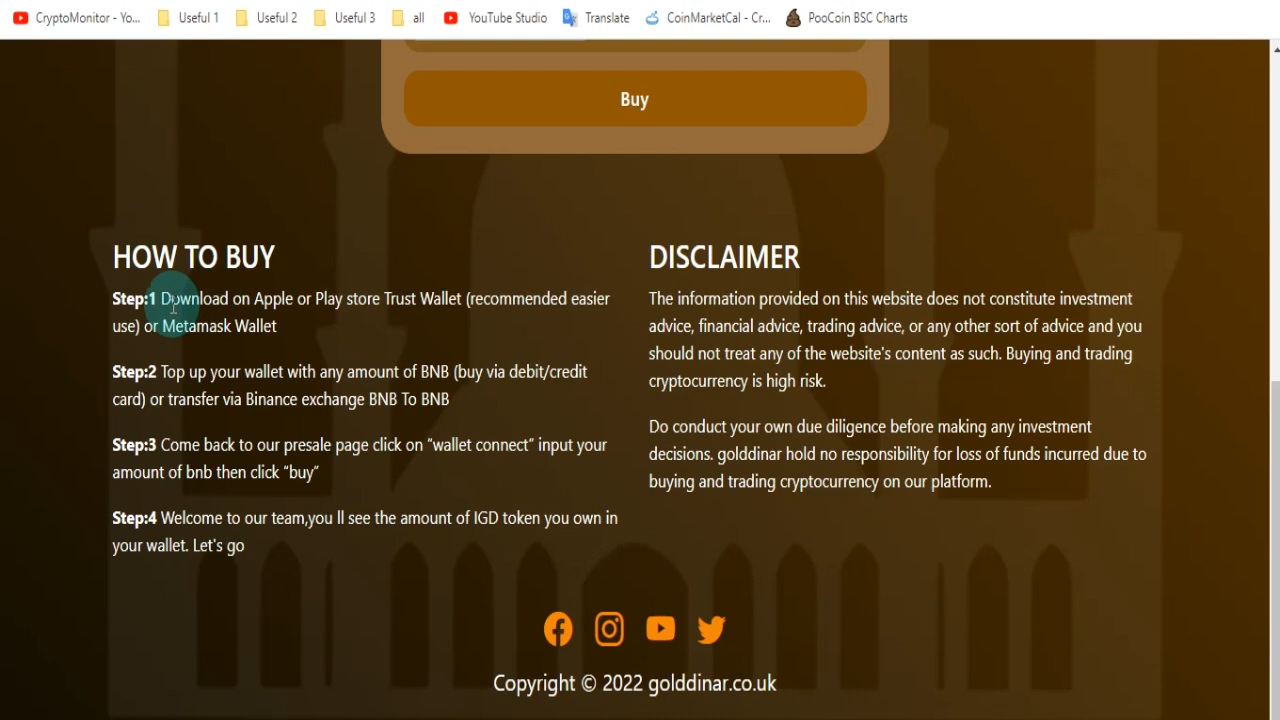 CryptoMonitor - Yo...
Useful 1
Useful 2
Useful 3
all
YouTube Studio
Translate
CoinMarketCal - Cr...
PooCoin BSC Charts
Buy
HOW TO BUY
Step:1 Download on Apple or Play store Trust Wallet (recommended easier
use) or Metamask Wallet
Step:2 Top up your wallet with any amount of BNB (buy via debit/credit
card) or transfer via Binance exchange BNB To BNB
Step:3 Come back to our presale page click on “wallet connect” input your
amount of bnb then click “buy”
Step:4 Welcome to our team,you ll see the amount of IGD token you own in
your wallet. Let's go
DISCLAIMER
The information provided on this website does not constitute investment
advice, financial advice, trading advice, or any other sort of advice and you
should not treat any of the website's content as such. Buying and trading
cryptocurrency is high risk.
Do conduct your own due diligence before making any investment
decisions. golddinar hold no responsibility for loss of funds incurred due to
buying and trading cryptocurrency on our platform.
Copyright © 2022 golddinar.co.uk